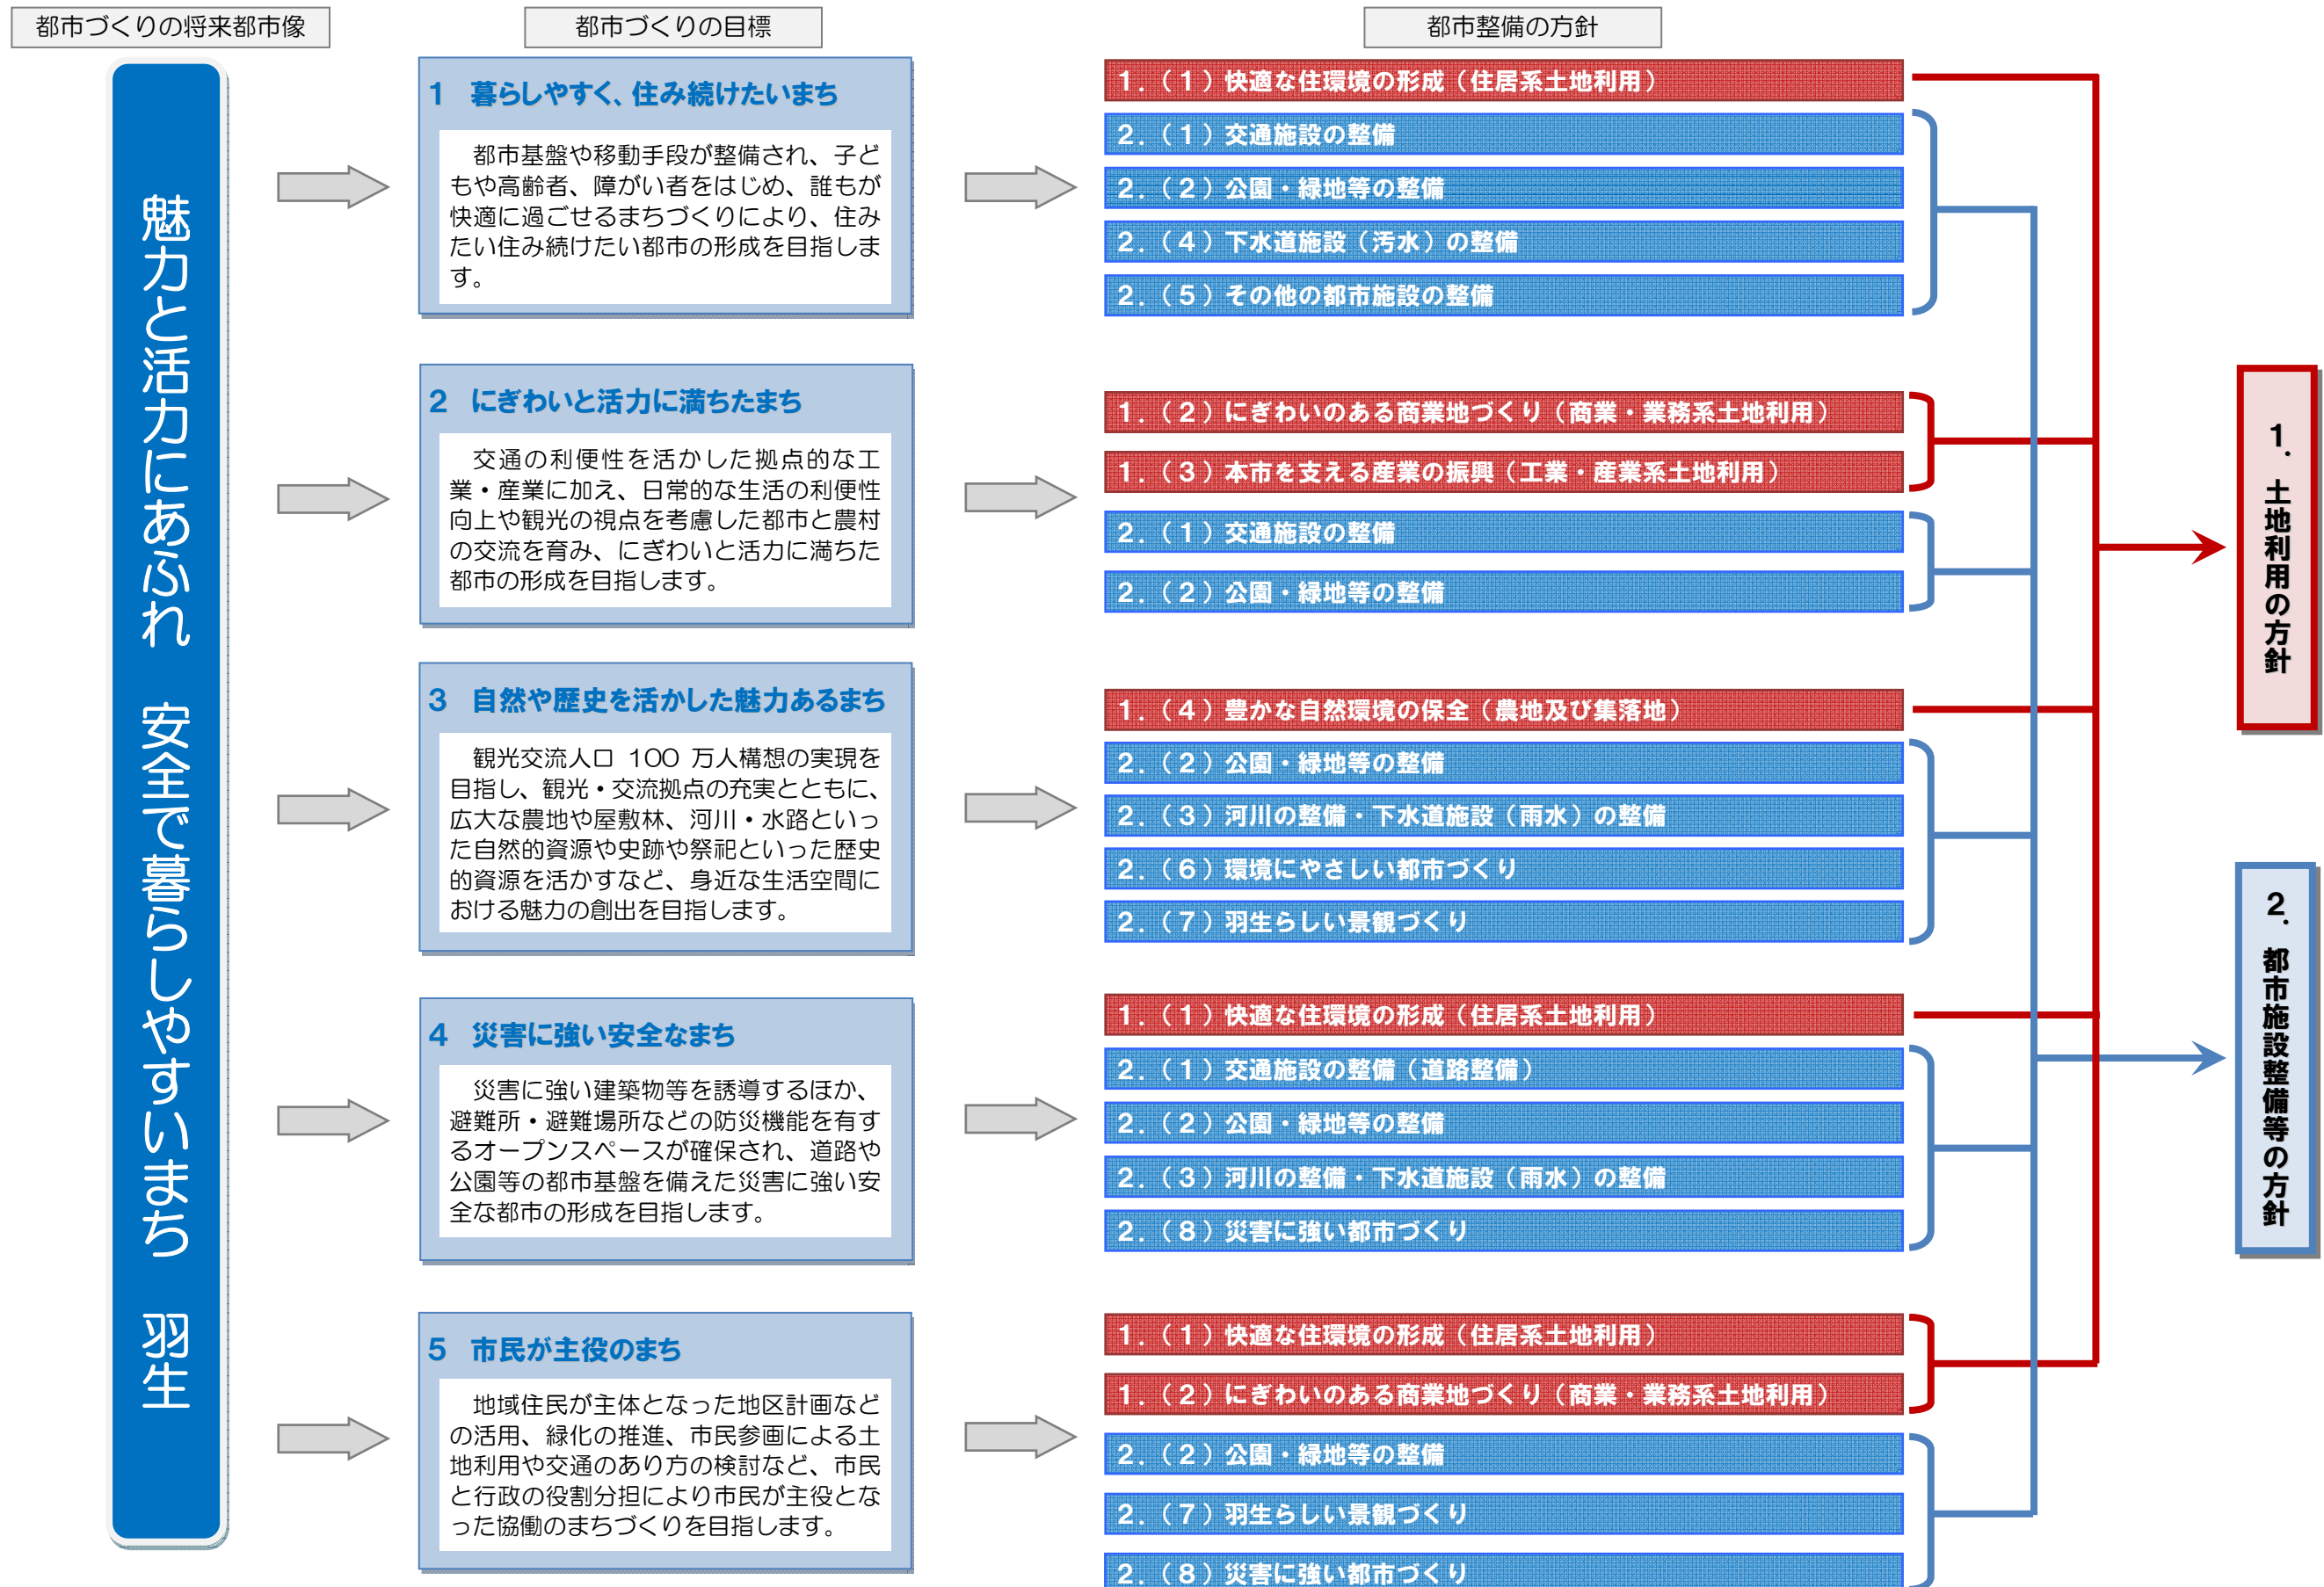 都市づくりの将来都市像
都市づくりの目標
都市整備の方針
魅力と活力にあふれ　安全で暮らしやすいまち　羽生
1　暮らしやすく、住み続けたいまち
都市基盤や移動手段が整備され、子ど
もや高齢者、障がい者をはじめ、誰もが
快適に過ごせるまちづくりにより、住み
たい住み続けたい都市の形成を目指しま
す。
1．（1）快適な住環境の形成（住居系土地利用）
2．（1）交通施設の整備
2．（2）公園・緑地等の整備
2．（4）下水道施設（汚水）の整備
2．（5）その他の都市施設の整備
2　にぎわいと活力に満ちたまち
交通の利便性を活かした拠点的な工
業・産業に加え、日常的な生活の利便性
向上や観光の視点を考慮した都市と農村
の交流を育み、にぎわいと活力に満ちた
都市の形成を目指します。
1．（2）にぎわいのある商業地づくり（商業・業務系土地利用）
1．（3）本市を支える産業の振興（工業・産業系土地利用）
2．（1）交通施設の整備
2．（2）公園・緑地等の整備
3　自然や歴史を活かした魅力あるまち
観光交流人口 100 万人構想の実現を
目指し、観光・交流拠点の充実とともに、
広大な農地や屋敷林、河川・水路といっ
た自然的資源や史跡や祭祀といった歴史
的資源を活かすなど、身近な生活空間に
おける魅力の創出を目指します。
1．（4）豊かな自然環境の保全（農地及び集落地）
2．（2）公園・緑地等の整備
2．（3）河川の整備・下水道施設（雨水）の整備
2．（6）環境にやさしい都市づくり
2．（7）羽生らしい景観づくり
4　災害に強い安全なまち
災害に強い建築物等を誘導するほか、
避難所・避難場所などの防災機能を有す
るオープンスペースが確保され、道路や
公園等の都市基盤を備えた災害に強い安
全な都市の形成を目指します。
1．（1）快適な住環境の形成（住居系土地利用）
2．（1）交通施設の整備（道路整備）
2．（2）公園・緑地等の整備
2．（3）河川の整備・下水道施設（雨水）の整備
2．（8）災害に強い都市づくり
5　市民が主役のまち
地域住民が主体となった地区計画など
の活用、緑化の推進、市民参画による土
地利用や交通のあり方の検討など、市民
と行政の役割分担により市民が主役とな
った協働のまちづくりを目指します。
1．（1）快適な住環境の形成（住居系土地利用）
1．（2）にぎわいのある商業地づくり（商業・業務系土地利用）
2．（2）公園・緑地等の整備
2．（7）羽生らしい景観づくり
2．（8）災害に強い都市づくり
1．土地利用の方針
2．都市施設整備等の方針